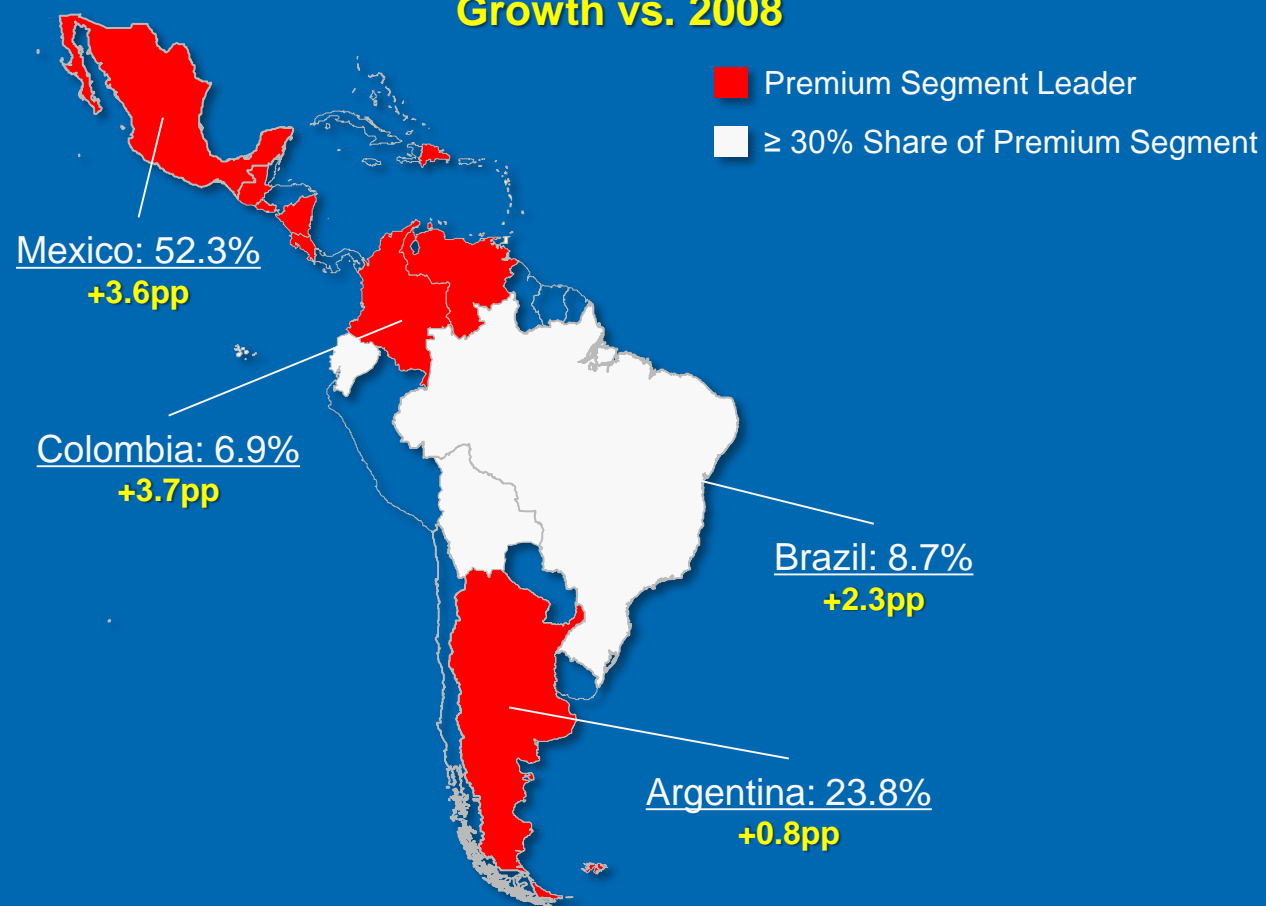 Growth vs. 2008
Premium Segment Leader
≥ 30% Share of Premium Segment
Mexico: 52.3%
+3.6pp
Colombia: 6.9%
+3.7pp
Brazil: 8.7%
+2.3pp
Argentina: 23.8%
+0.8pp